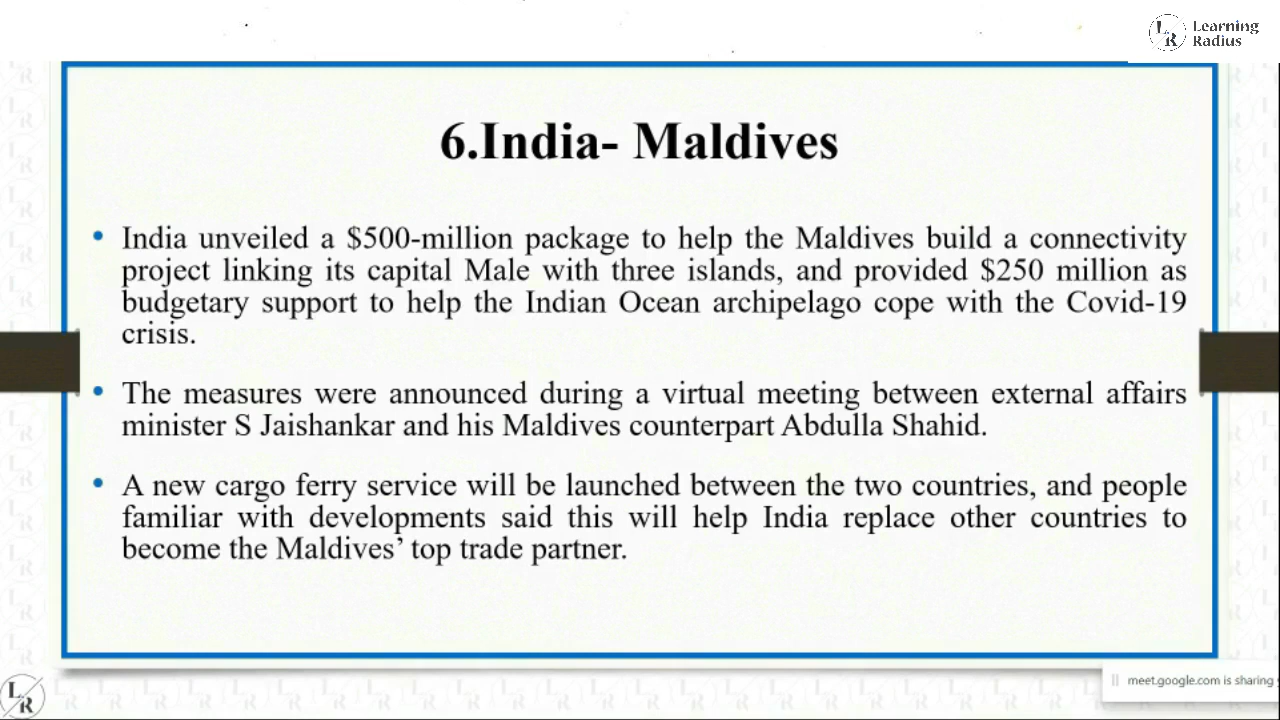 Learning
Radius
6.India- Maldives
• India unveiled a $500-million package to help the Maldives build a connectivity
project linking its capital Male with three islands, and provided $250 million as
budgetary support to help the Indian Ocean archipelago cope with the Covid-19
crisis.
• The measures were announced during a virtual meeting between external affairs
minister S Jaishankar and his Maldives counterpart Abdulla Shahid.
• A new cargo ferry service will be launched between the two countries, and people
familiar with developments said this will help India replace other countries to
become the Maldives’ top trade partner.
meet.google.com is sharing
LR